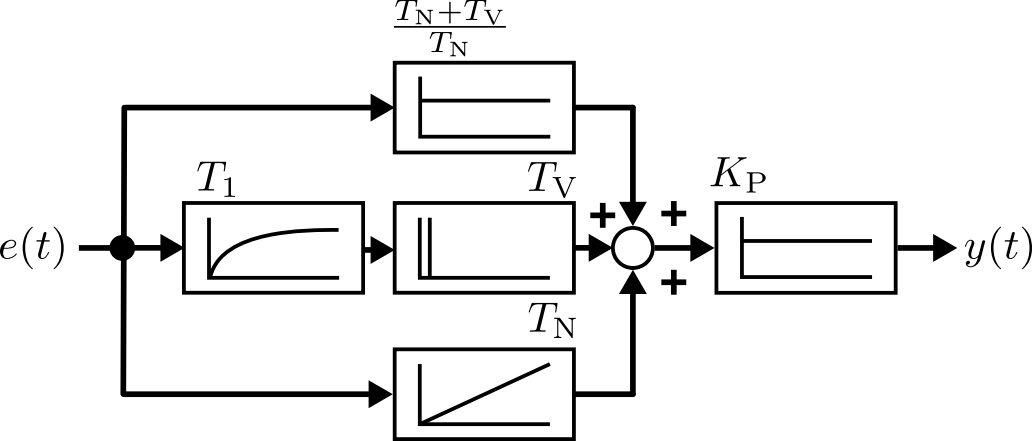 T_N+T_V
T_N
T_1
T_V
K_P
e(t)
+
+
y(t)
+
T_N